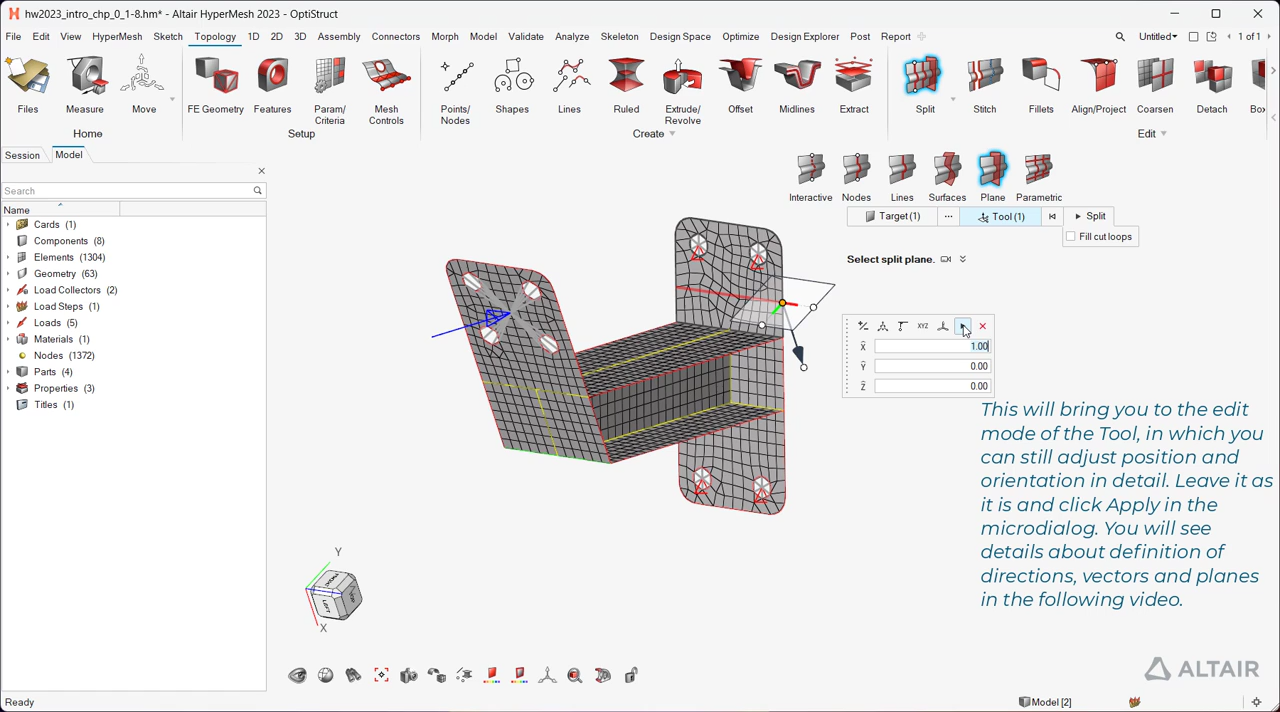 hw2023_intro_chp_0_1-8.hm* - Altair HyperMesh 2023 - OptiStruct
File Edit View HyperMesh Sketch Topology 1D 2D 3D Assembly Connectors Morph Model Validate Analyze Skeleton Design Space Optimize Design Explorer Post Report Untitled 1 of 1
Files Measure Move FE Geometry Features Param/ Criteria Mesh Controls Points/ Nodes Shapes Lines Ruled Extrude/ Revolve Offset Midlines Extract Split Stitch Fillets Align/Project Coarsen Detach Box
Home Setup Create Edit
Session Model
Interactive Nodes Lines Surfaces Plane Parametric
Search
Name
Target (1) ... Tool (1) Split
Fill cut loops
Select split plane.
Cards (1)
Components (8)
Elements (1304)
Geometry (63)
Load Collectors (2)
Load Steps (1)
Loads (5)
Materials (1)
Nodes (1372)
Parts (4)
Properties (3)
Titles (1)
XYZ
X 1.00
Y 0.00
Z 0.00
This will bring you to the edit
mode of the Tool, in which you
can still adjust position and
orientation in detail. Leave it as
it is and click Apply in the
microdialog. You will see
details about definition of
directions, vectors and planes
in the following video.
Y
LEFT
X
ALTAIR
Ready Model [2]